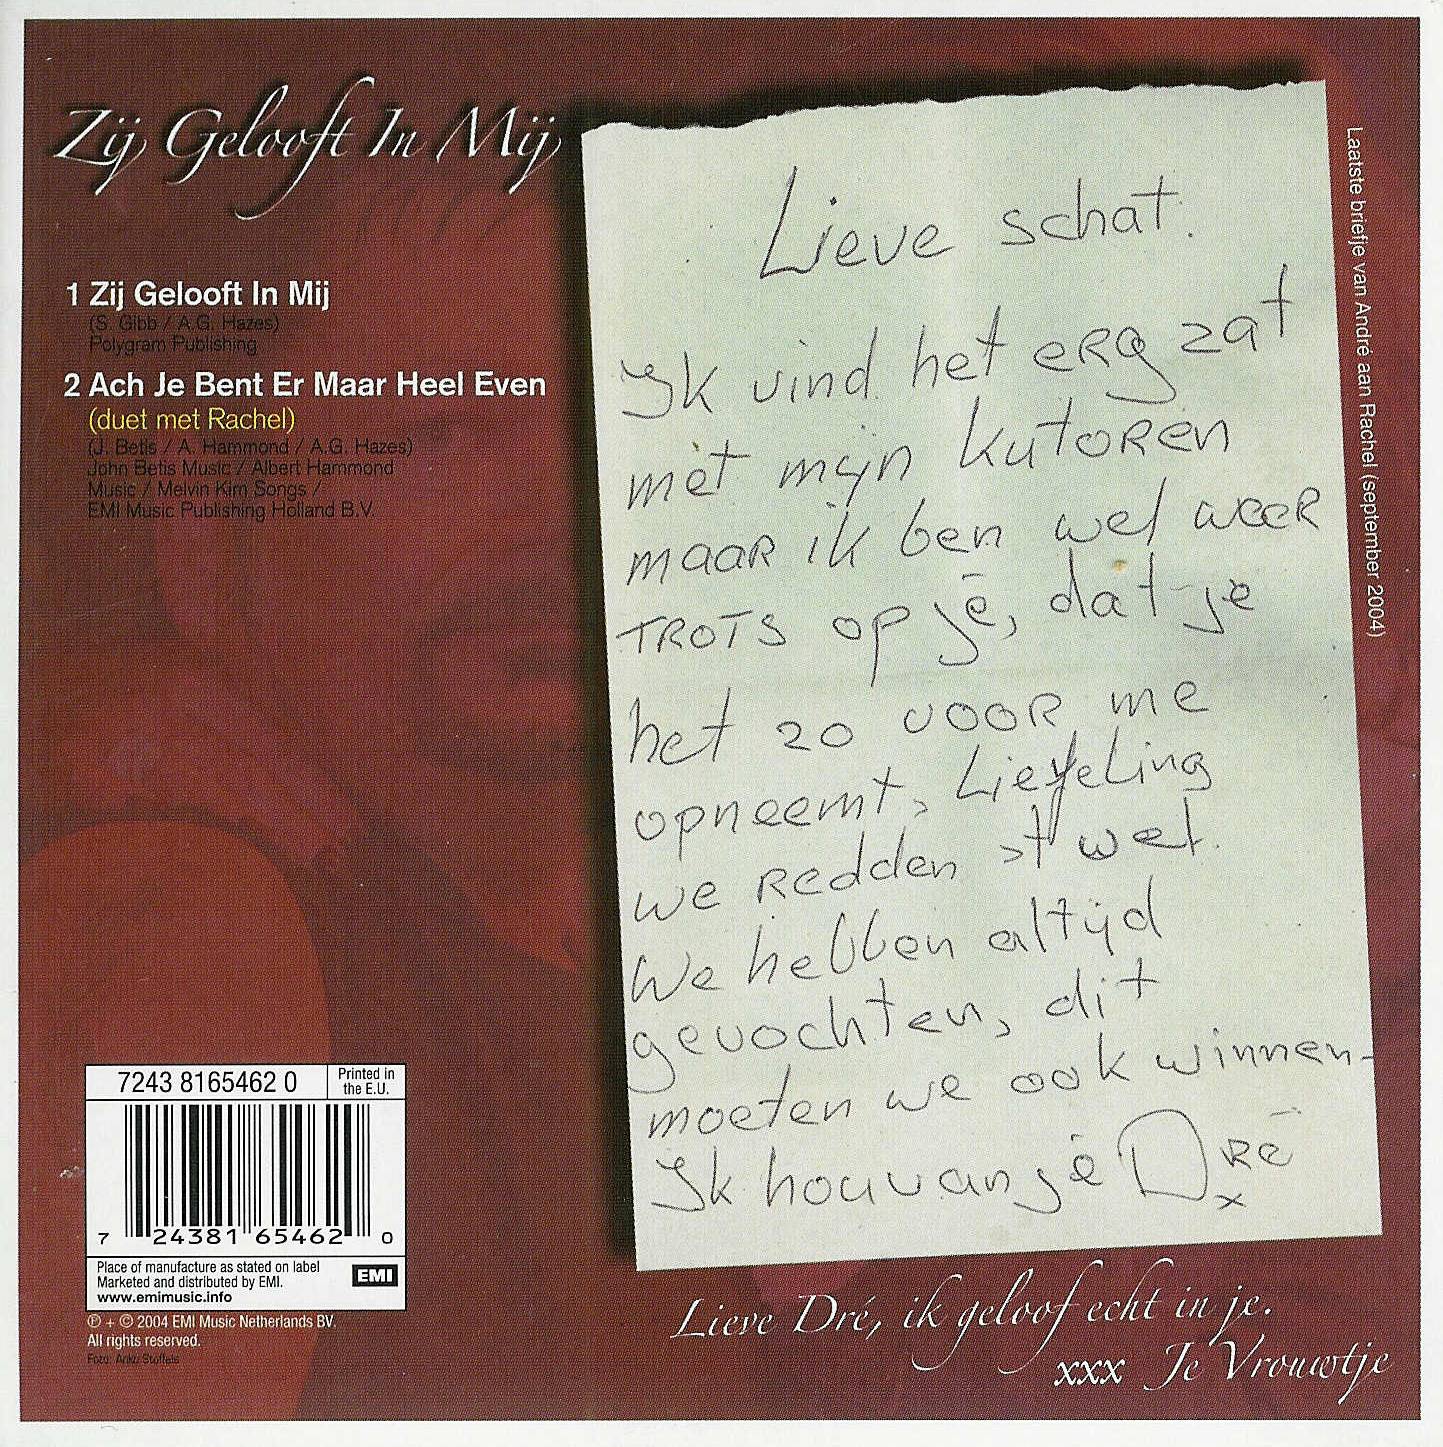 Zij Gelooft In Mij
1 Zij Gelooft In Mij
(S. Gibb / A.G. Hazes)
Polygram Publishing
2 Ach Je Bent Er Maar Heel Even
(duet met Rachel)
(J. Betis / A. Hammond / A.G. Hazes)
John Betis Music / Albert Hammond
Music / Melvin Kim Songs /
EMI Music Publishing Holland B.V.
Lieve schat.
Ik vind het erg zat
met mijn kutoren
maar ik ben wel weer
trots op je, dat je
het zo voor me
opneemt, Liefeling
we redden 't wel.
We hebben altijd
gevochten, dit
moeten we ook winnen-
Ik hou van je Dré
x
Laatste briefje van André aan Rachel (september 2004)
7243 8165462 0
Printed in
the E.U.
7 24381 65462 0
Place of manufacture as stated on label
Marketed and distributed by EMI.
www.emimusic.info
EMI
℗ + © 2004 EMI Music Netherlands BV.
All rights reserved.
Foto: Anko Stoffels
Lieve Dré, ik geloof echt in je.
xxx Je Vrouwtje